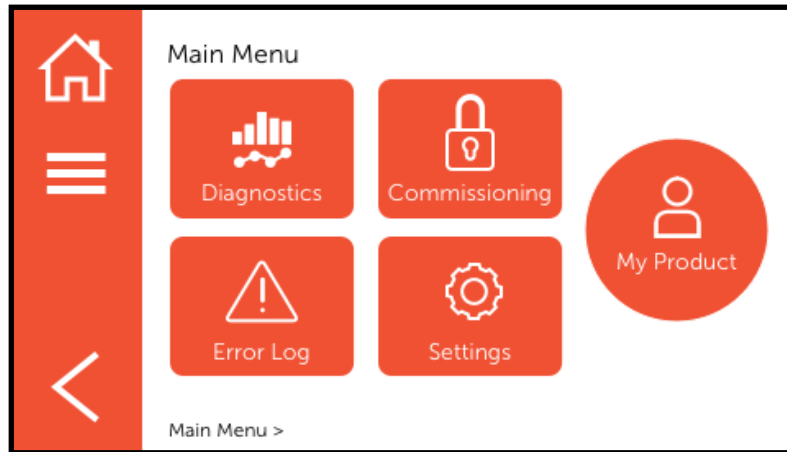 Main Menu
Diagnostics
Commissioning
My Product
Error Log
Settings
Main Menu >